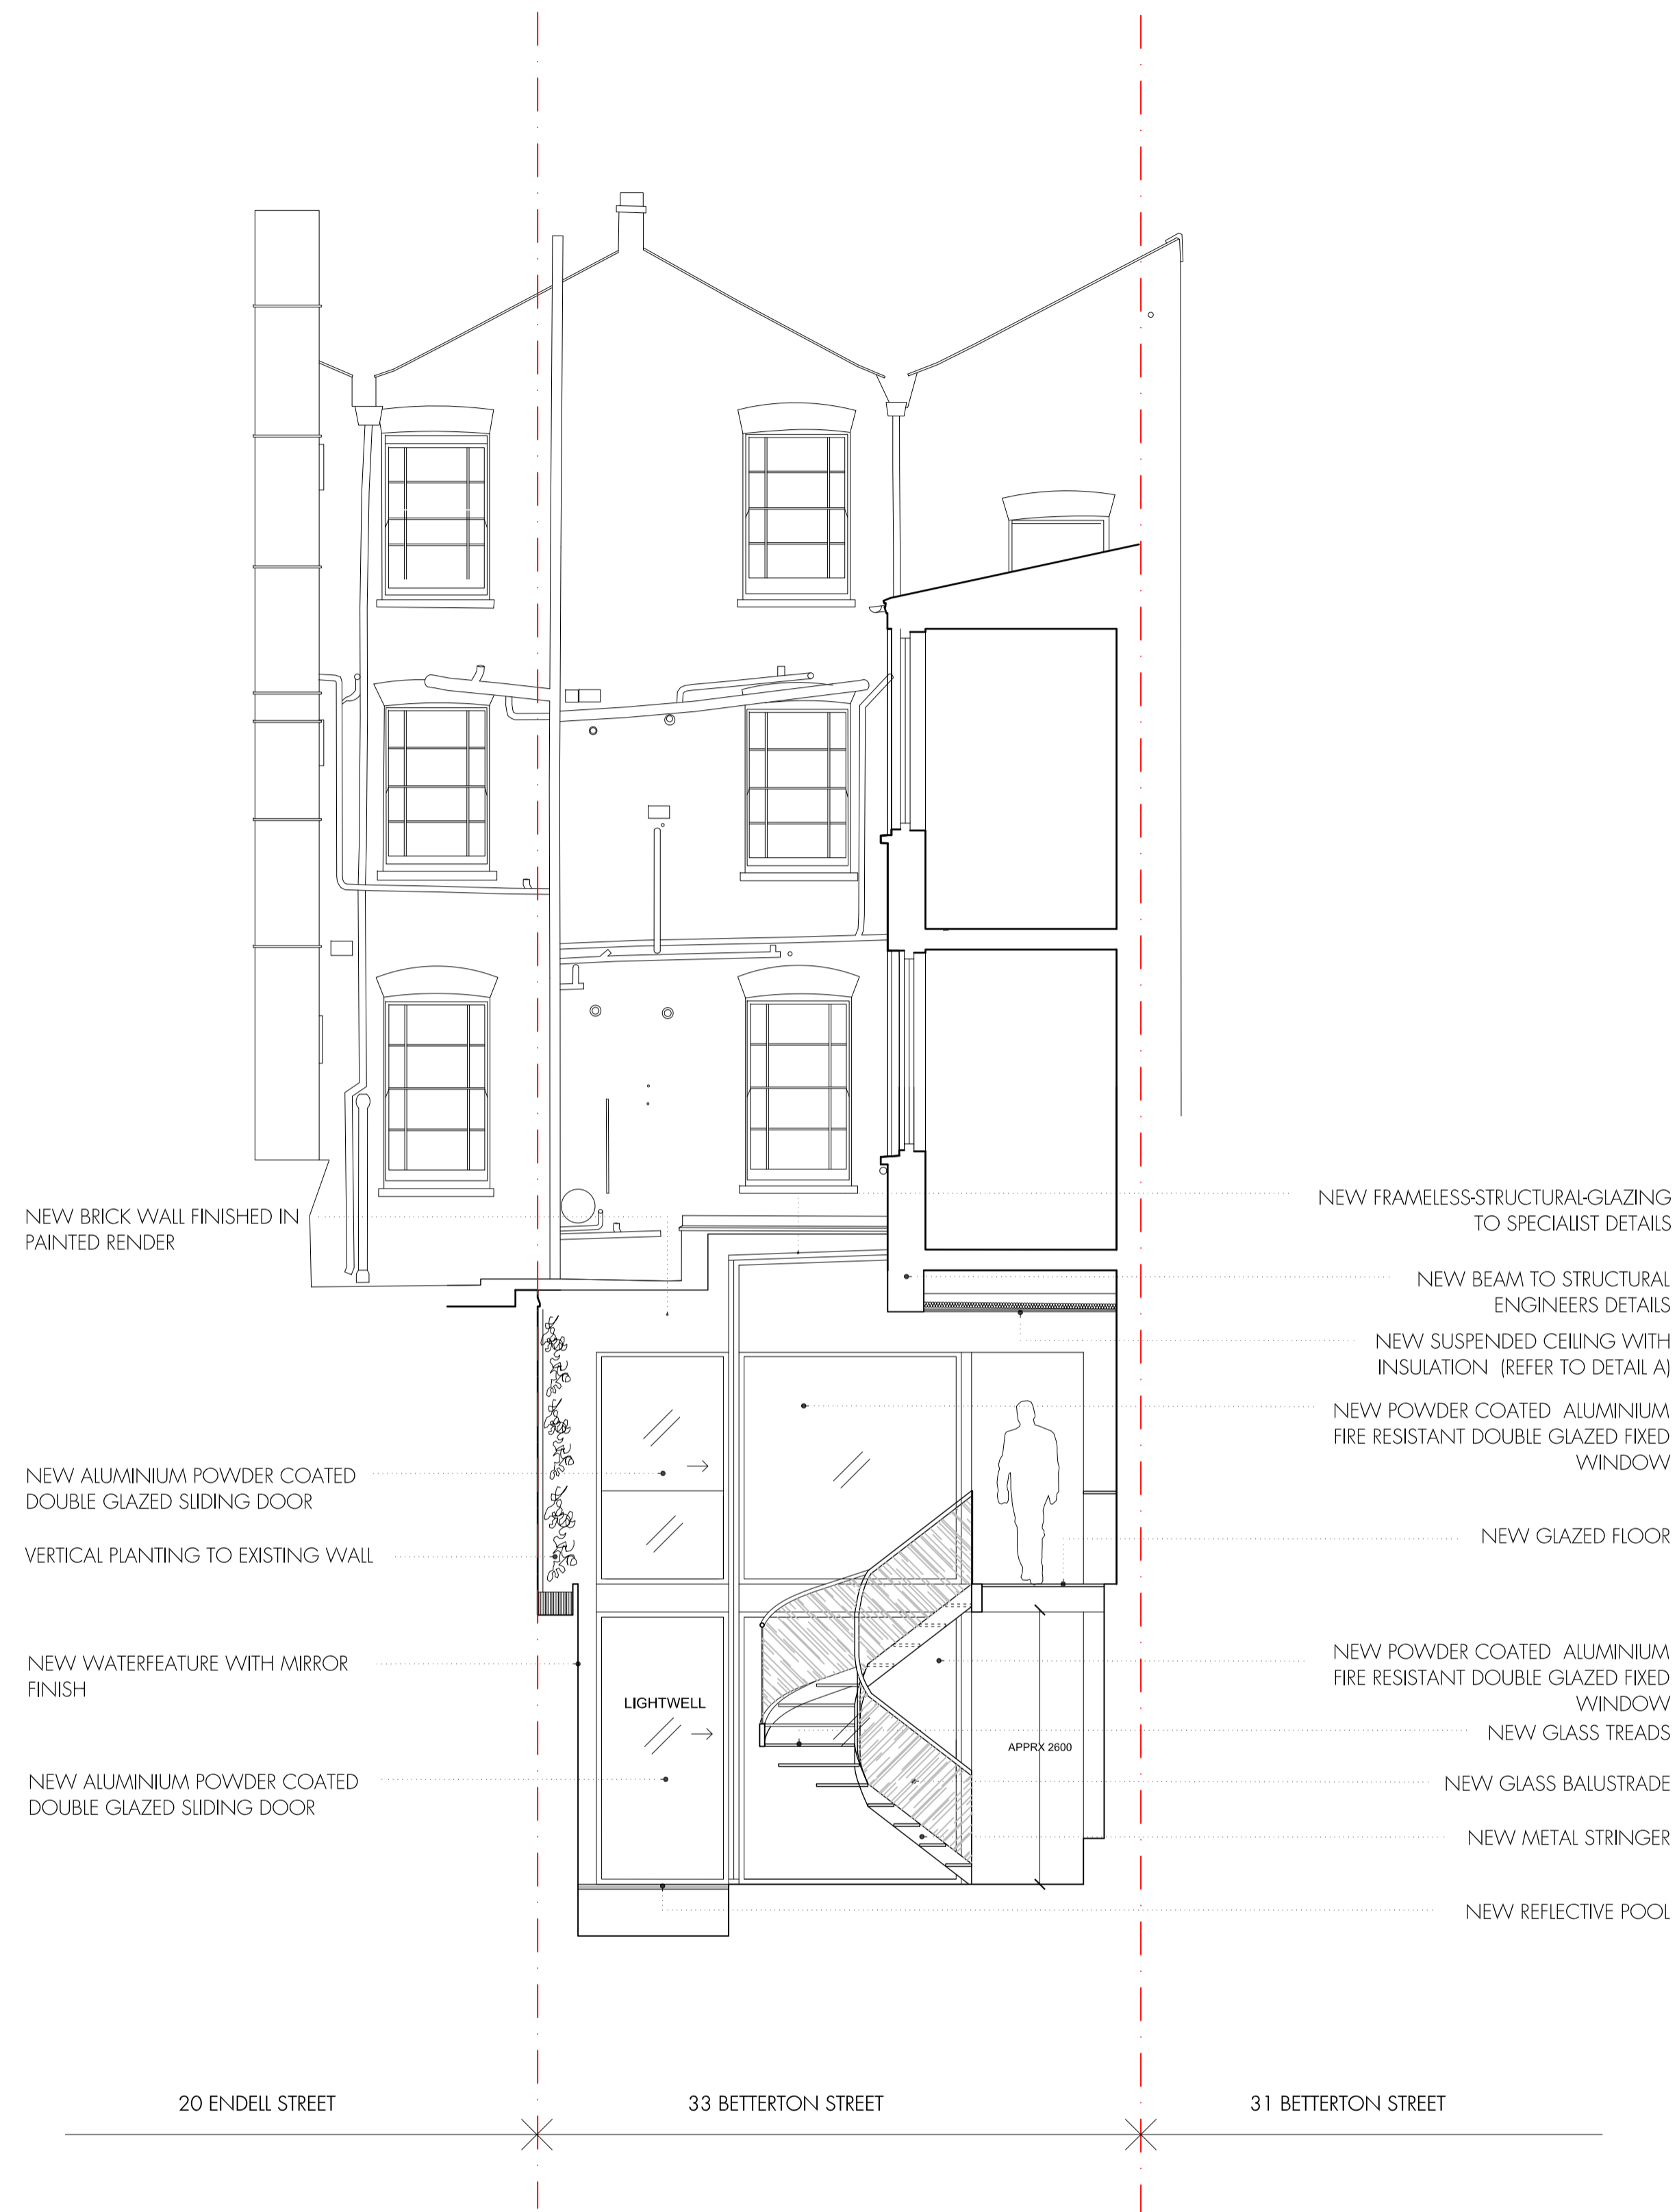 NEW BRICK WALL FINISHED IN
PAINTED RENDER
NEW ALUMINIUM POWDER COATED
DOUBLE GLAZED SLIDING DOOR
VERTICAL PLANTING TO EXISTING WALL
NEW WATERFEATURE WITH MIRROR
FINISH
NEW ALUMINIUM POWDER COATED
DOUBLE GLAZED SLIDING DOOR
LIGHTWELL
APPRX 2600
NEW FRAMELESS-STRUCTURAL-GLAZING
TO SPECIALIST DETAILS
NEW BEAM TO STRUCTURAL
ENGINEERS DETAILS
NEW SUSPENDED CEILING WITH
INSULATION (REFER TO DETAIL A)
NEW POWDER COATED ALUMINIUM
FIRE RESISTANT DOUBLE GLAZED FIXED
WINDOW
NEW GLAZED FLOOR
NEW POWDER COATED ALUMINIUM
FIRE RESISTANT DOUBLE GLAZED FIXED
WINDOW
NEW GLASS TREADS
NEW GLASS BALUSTRADE
NEW METAL STRINGER
NEW REFLECTIVE POOL
20 ENDELL STREET
33 BETTERTON STREET
31 BETTERTON STREET